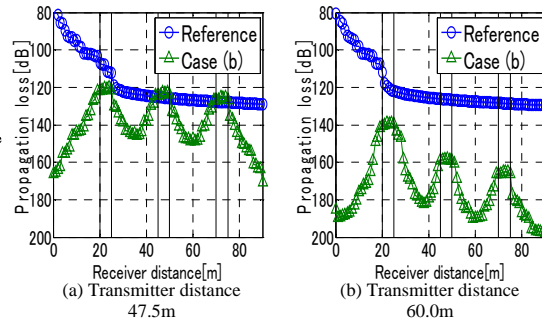 80
100
120
140
160
180
200
Propagation loss[dB]
0 20 40 60 80
Receiver distance[m]
Reference
Case (b)
(a) Transmitter distance
47.5m
80
100
120
140
160
180
200
Propagation loss[dB]
0 20 40 60 80
Receiver distance[m]
Reference
Case (b)
(b) Transmitter distance
60.0m